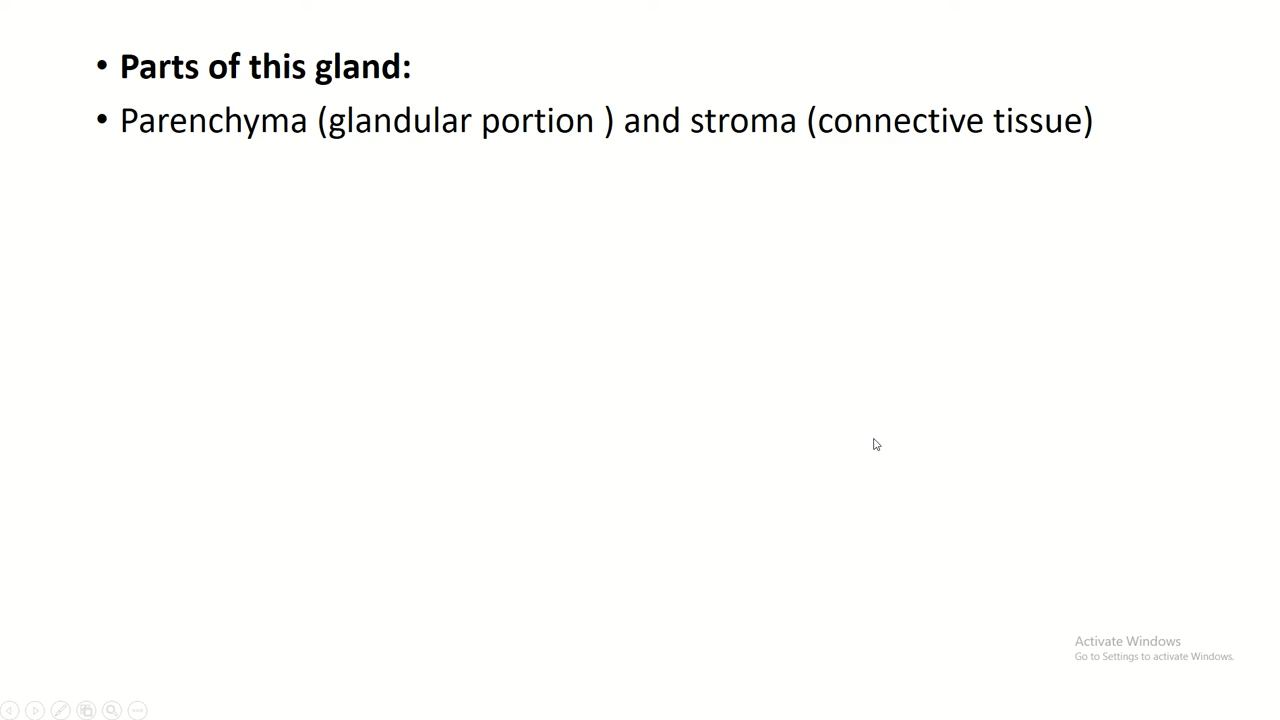 • Parts of this gland:
• Parenchyma (glandular portion ) and stroma (connective tissue)
Activate Windows
Go to Settings to activate Windows.